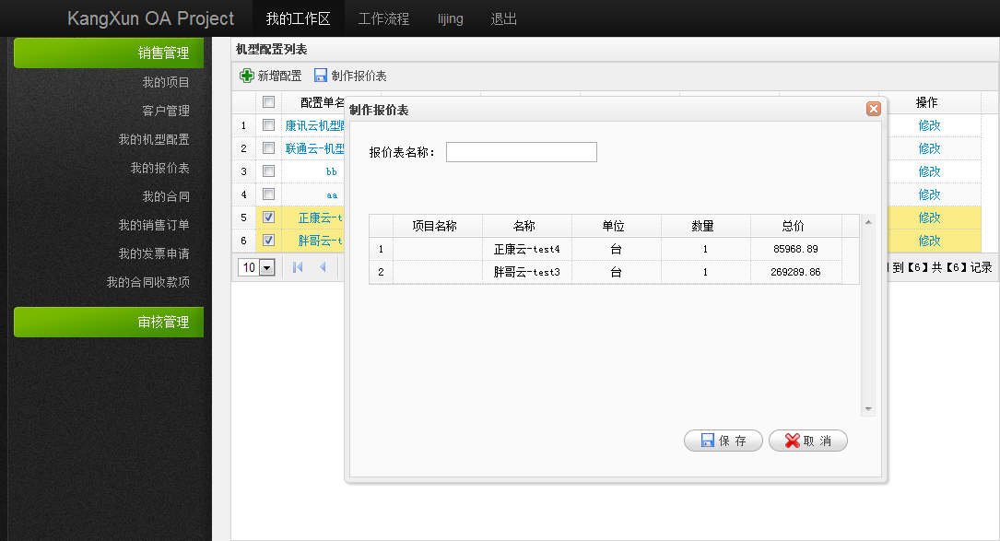 KangXun OA Project 我的工作区 我的工作流程 lijing 退出
销售管理
我的项目
客户管理
我的机型配置
我的报价表
我的合同
我的销售订单
我的发票申请
我的合同收款项
审核管理
机型配置列表
新增配置 制作报价表
配置单名 操作
1 康讯云机型 修改
2 联通云-机型 修改
3 bb 修改
4 aa 修改
5 正康云-t 修改
6 胖哥云-t 修改
10 到【6】共【6】记录
制作报价表
报价表名称：
项目名称 名称 单位 数量 总价
1 正康云-test4 台 1 85968.89
2 胖哥云-test3 台 1 269289.86
保 存 取 消